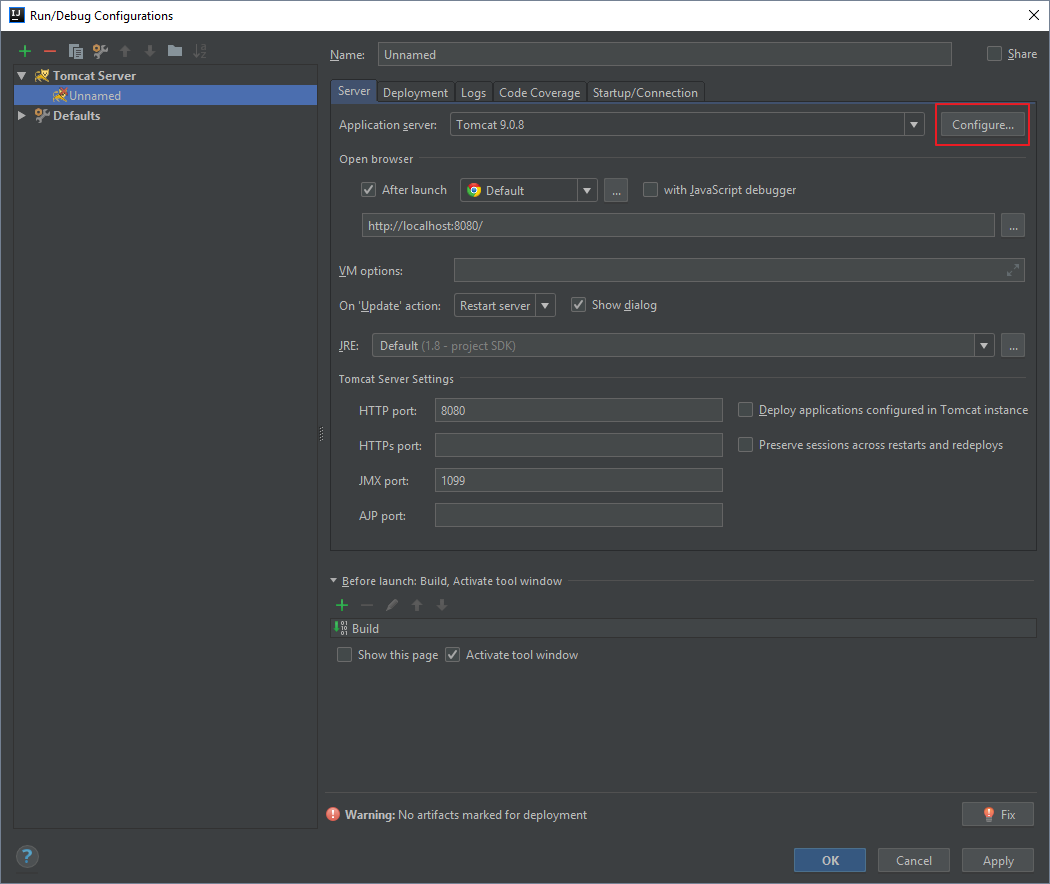 Run/Debug Configurations
Tomcat Server
Unnamed
Defaults
Name: Unnamed Share
Server Deployment Logs Code Coverage Startup/Connection
Application server: Tomcat 9.0.8 Configure...
Open browser
After launch Default ... with JavaScript debugger
http://localhost:8080/ ...
VM options:
On 'Update' action: Restart server Show dialog
JRE: Default (1.8 - project SDK) ...
Tomcat Server Settings
HTTP port: 8080 Deploy applications configured in Tomcat instance
HTTPs port: Preserve sessions across restarts and redeploys
JMX port: 1099
AJP port:
Before launch: Build, Activate tool window
Build
Show this page Activate tool window
Warning: No artifacts marked for deployment Fix
? OK Cancel Apply